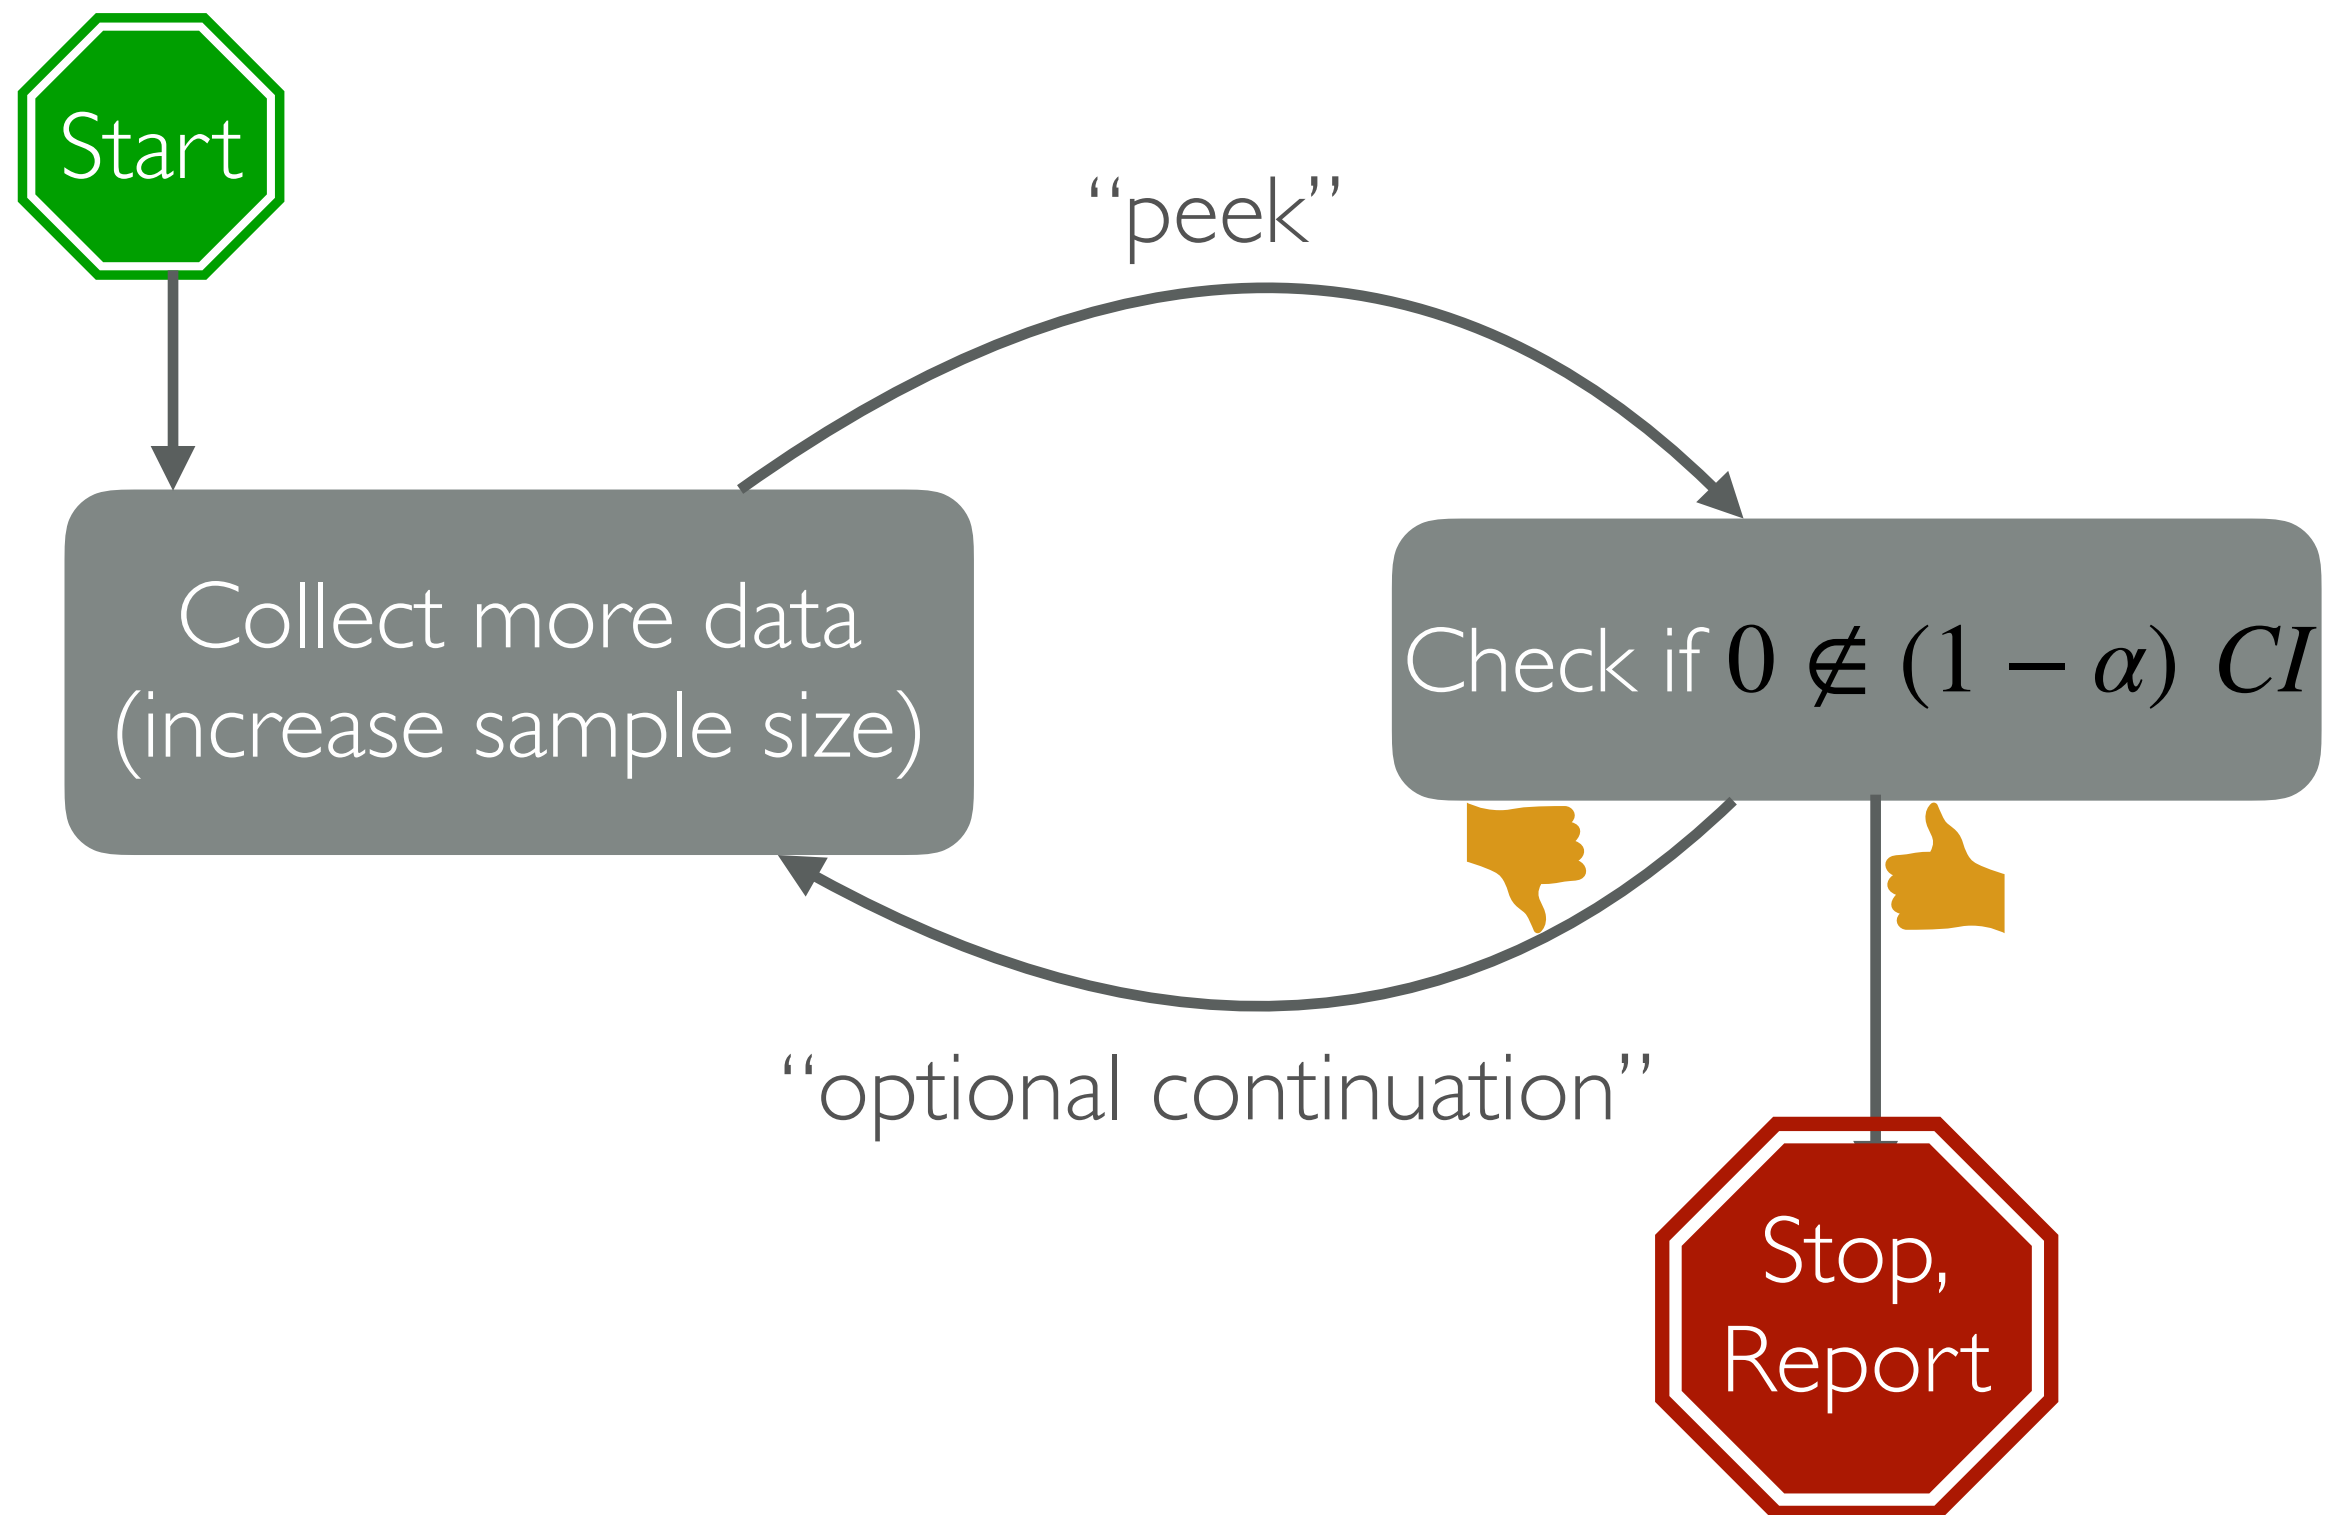 Start
“peek”
Collect more data
(increase sample size)
Check if 0 ∉ (1 − α) CI
“optional continuation”
Stop,
Report